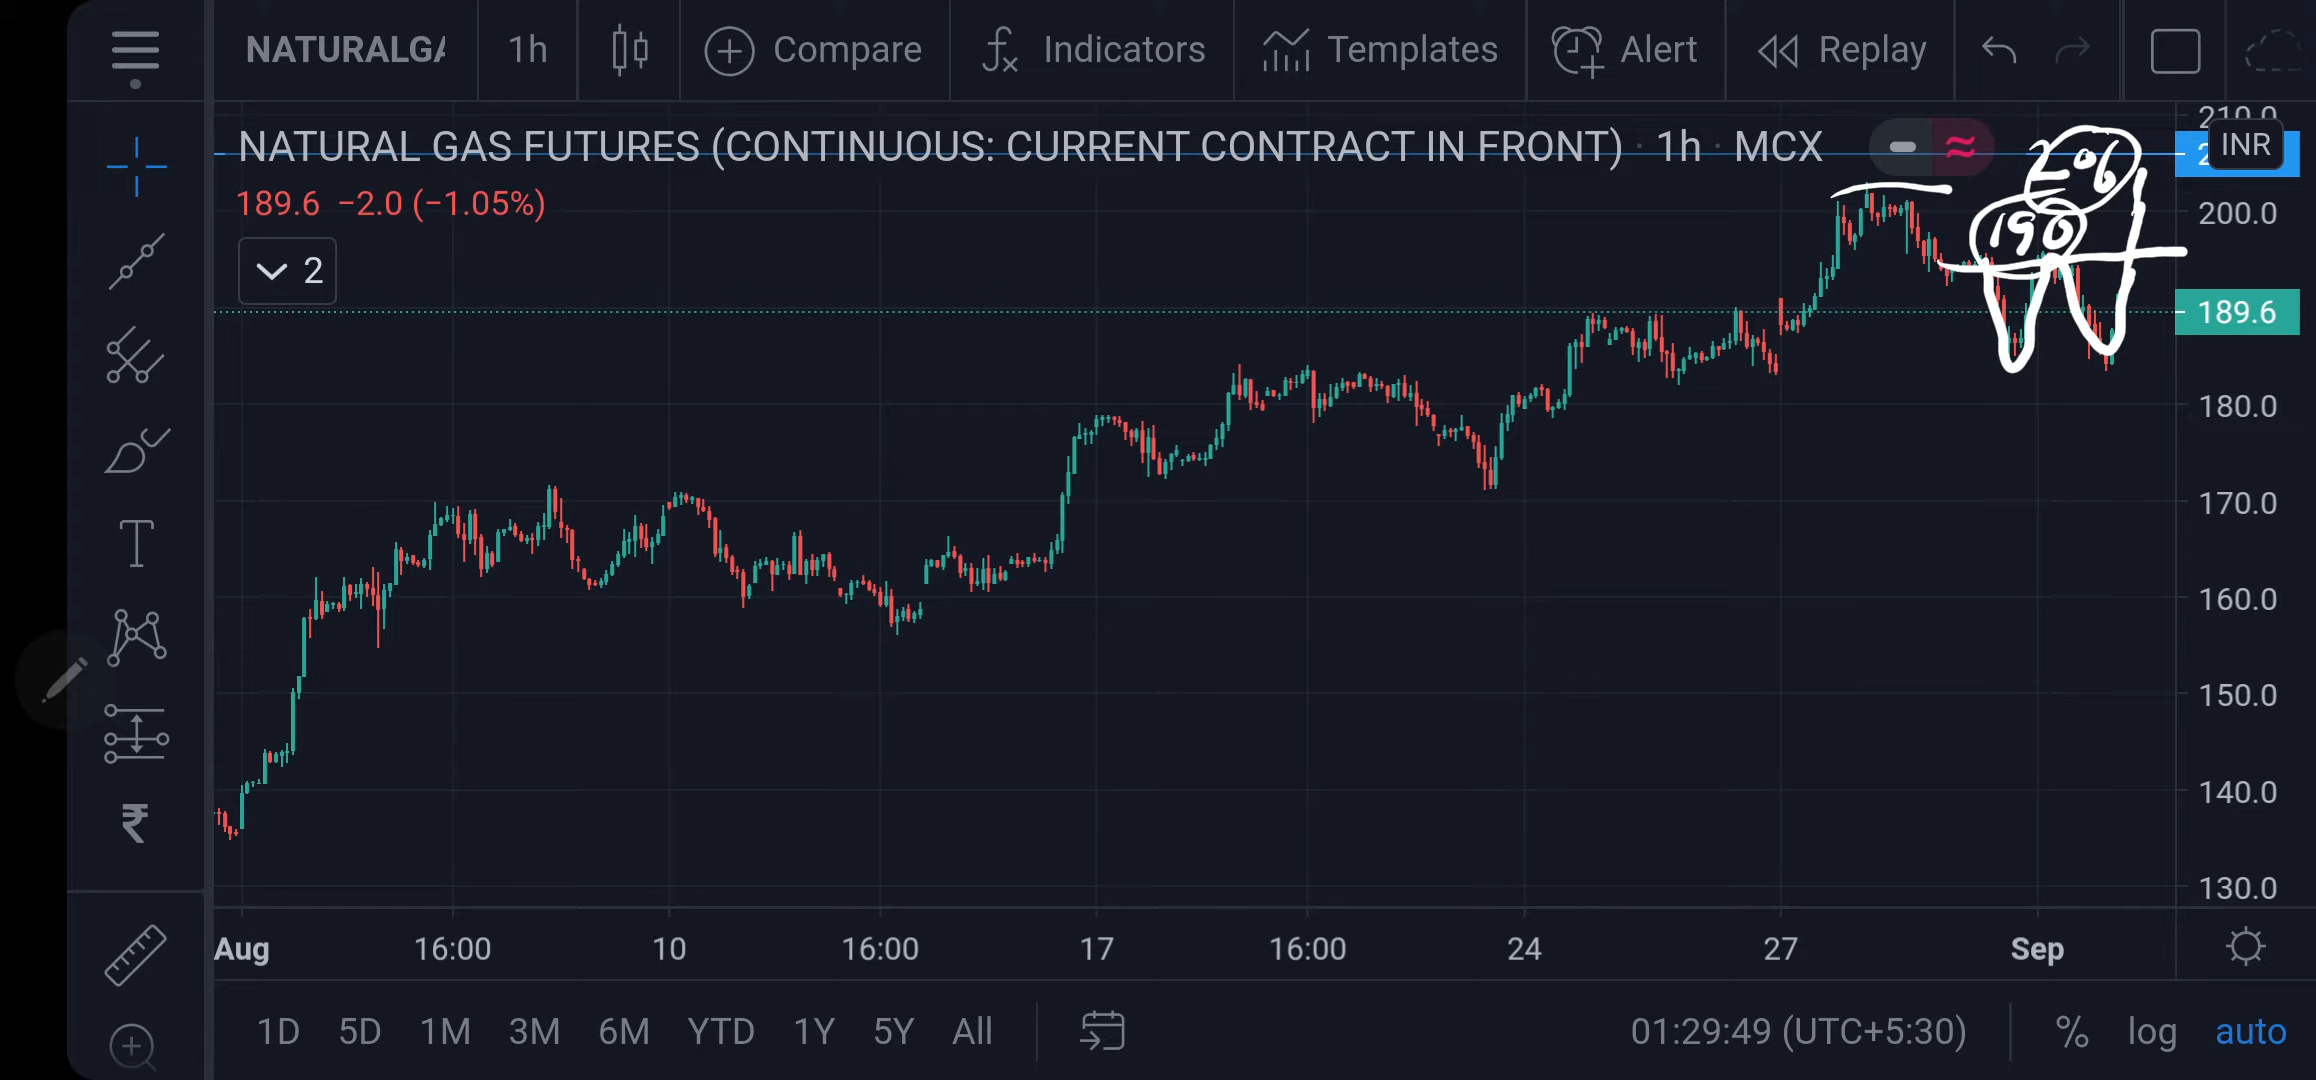 NATURALGA 1h Compare Indicators Templates Alert Replay
NATURAL GAS FUTURES (CONTINUOUS: CURRENT CONTRACT IN FRONT) · 1h · MCX
189.6 −2.0 (−1.05%)
2
206
190
INR
210.0
200.0
189.6
180.0
170.0
160.0
150.0
140.0
130.0
Aug 16:00 10 16:00 17 16:00 24 27 Sep
1D 5D 1M 3M 6M YTD 1Y 5Y All 01:29:49 (UTC+5:30) % log auto